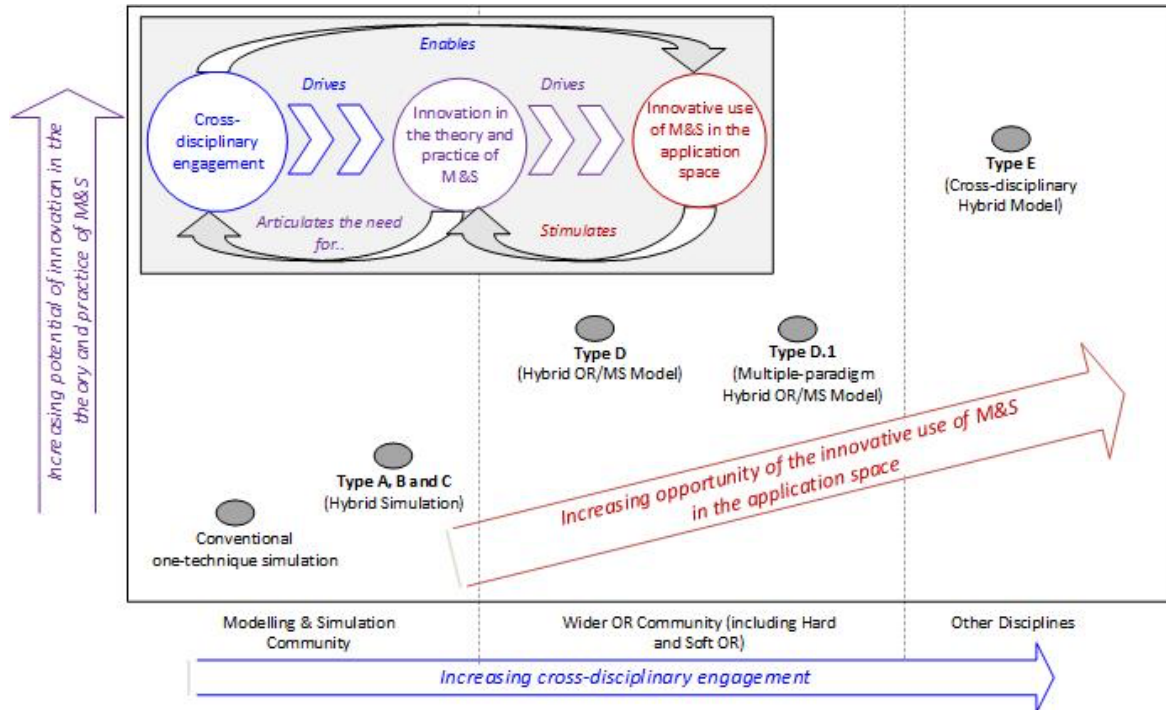 Enables
Drives
Drives
Cross-
disciplinary
engagement
Innovation in
the theory and
practice of
M&S
Innovative use
of M&S in the
application
space
Articulates the need
for..
Stimulates
Increasing potential of innovation in the
theory and practice of M&S
Type E
(Cross-disciplinary
Hybrid Model)
Type D
(Hybrid OR/MS Model)
Type D.1
(Multiple-paradigm
Hybrid OR/MS Model)
Type A, B and C
(Hybrid Simulation)
Conventional
one-technique simulation
Increasing opportunity of the innovative use of M&S
in the application space
Modelling & Simulation
Community
Wider OR Community (including Hard
and Soft OR)
Other Disciplines
Increasing cross-disciplinary engagement